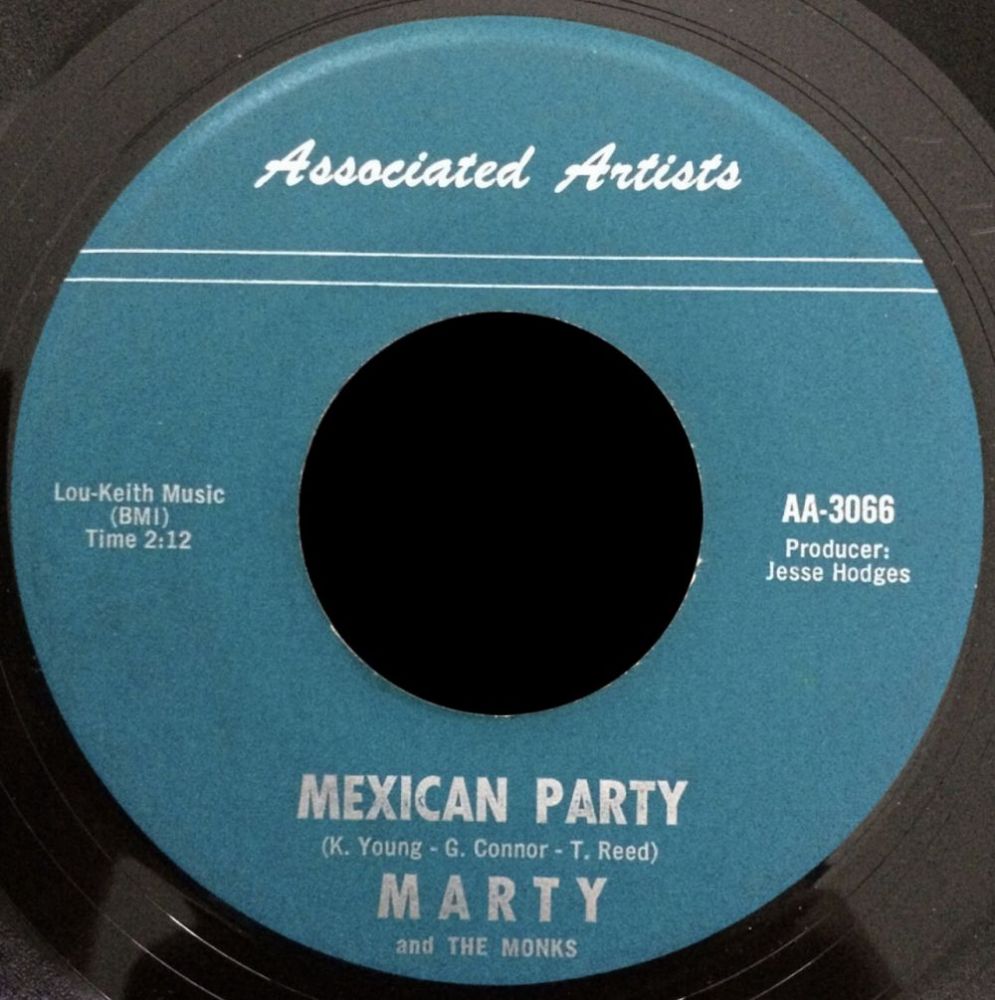 Associated Artists
Lou-Keith Music
(BMI)
Time 2:12
AA-3066
Producer:
Jesse Hodges
MEXICAN PARTY
(K. Young - G. Connor - T. Reed)
MARTY
and THE MONKS